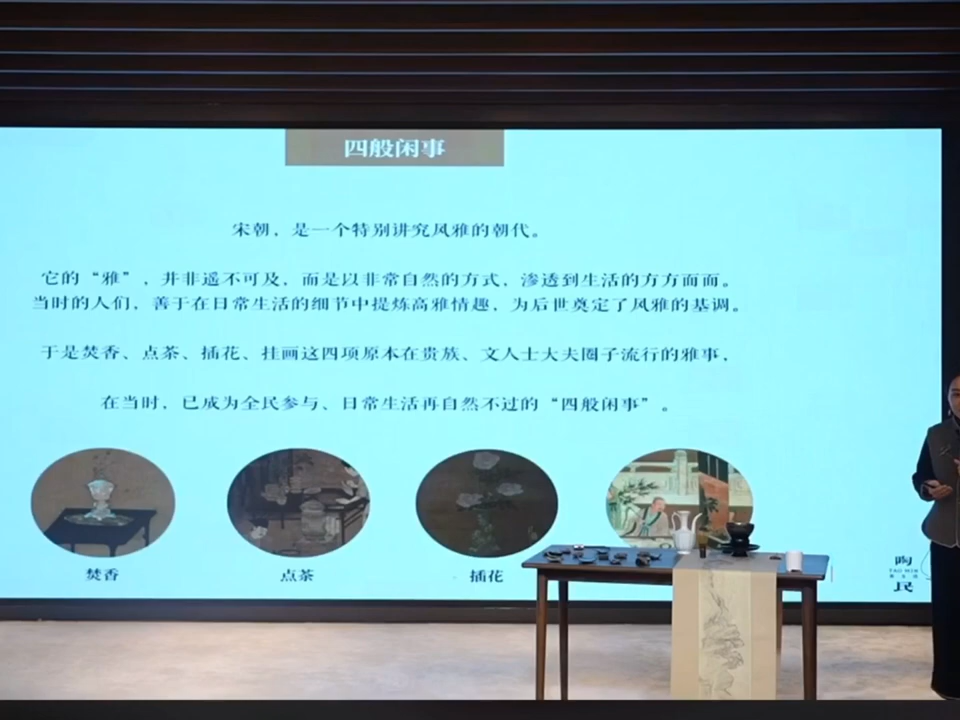 四般闲事
宋朝，是一个特别讲究风雅的朝代。
它的“雅”，并非遥不可及，而是以非常自然的方式，渗透到生活的方方面面。
当时的人们，善于在日常生活的细节中提炼高雅情趣，为后世奠定了风雅的基调。
于是焚香、点茶、插花、挂画这四项原本在贵族、文人士大夫圈子流行的雅事，
在当时，已成为全民参与、日常生活再自然不过的“四般闲事”。
焚香
点茶
插花
陶
TAO MIN
民